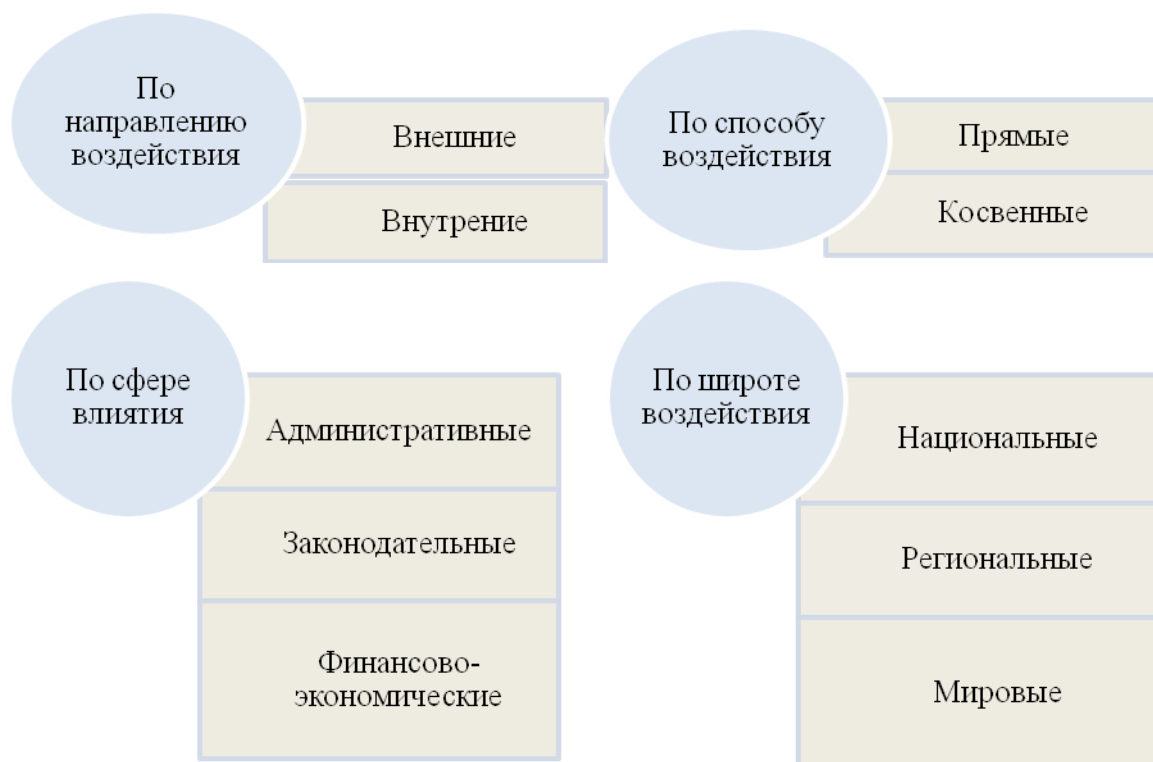 По
направлению
воздействия
Внешние
Внутрение
По способу
воздействия
Прямые
Косвенные
По сфере
влияния
Административные
Законодательные
Финансово-
экономические
По широте
воздействия
Национальные
Региональные
Мировые